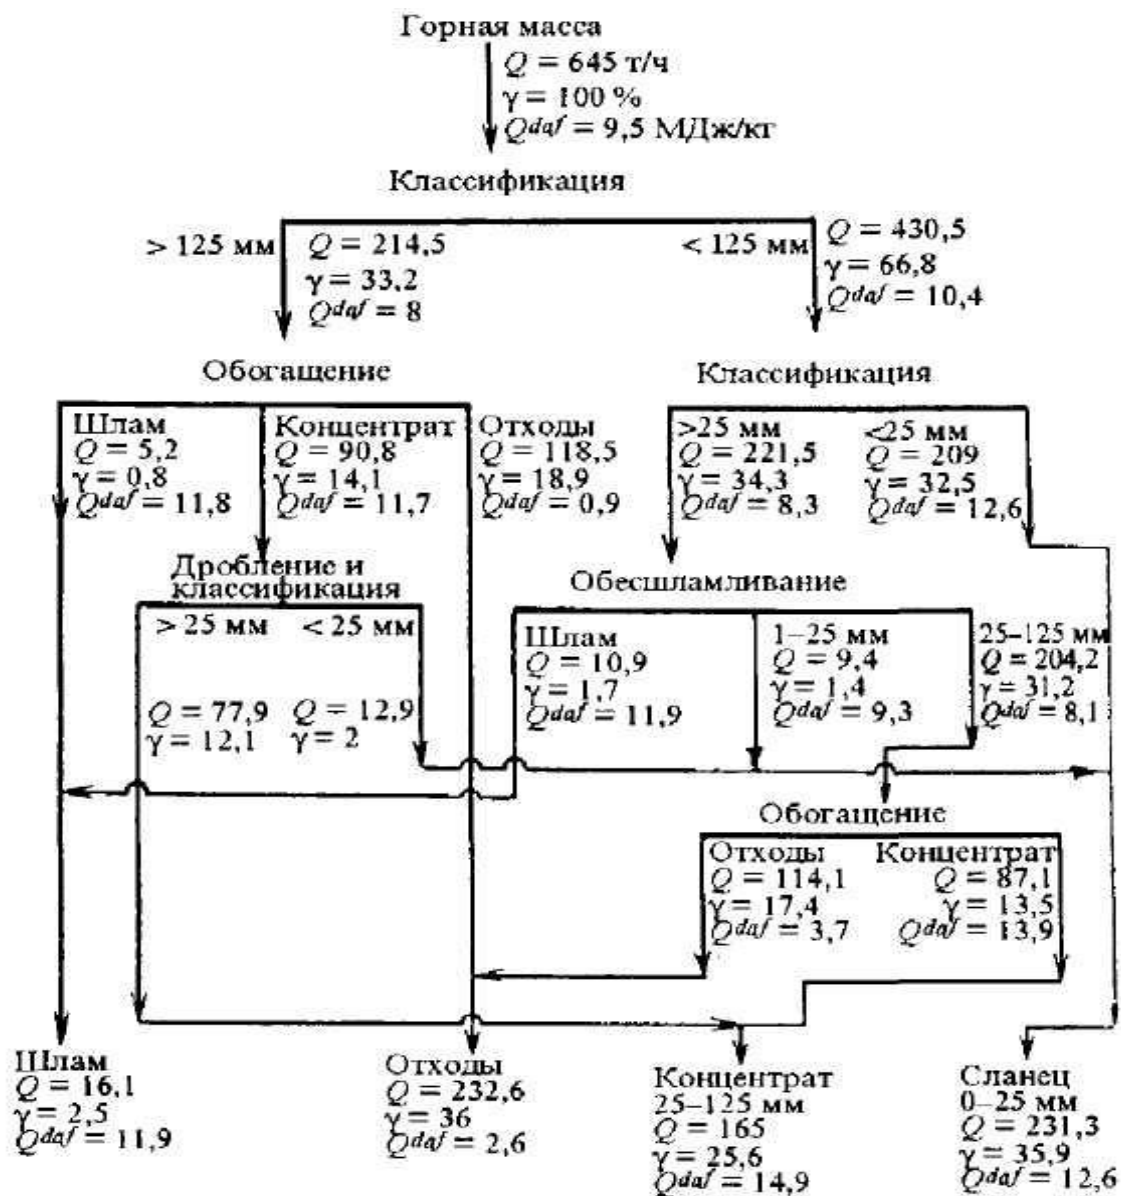 Горная масса
Q = 645 т/ч
γ = 100 %
Qdaf = 9,5 МДж/кг
Классификация
> 125 мм
Q = 214,5
γ = 33,2
Qdaf = 8
< 125 мм
Q = 430,5
γ = 66,8
Qdaf = 10,4
Обогащение
Классификация
Шлам
Q = 5,2
γ = 0,8
Qdaf = 11,8
Концентрат
Q = 90,8
γ = 14,1
Qdaf = 11,7
Отходы
Q = 118,5
γ = 18,9
Qdaf = 0,9
>25 мм
Q = 221,5
γ = 34,3
Qdaf = 8,3
<25 мм
Q = 209
γ = 32,5
Qdaf = 12,6
Дробление и
классификация
> 25 мм
Q = 77,9
γ = 12,1
< 25 мм
Q = 12,9
γ = 2
Обесшламливание
Шлам
Q = 10,9
γ = 1,7
Qdaf = 11,9
1–25 мм
Q = 9,4
γ = 1,4
Qdaf = 9,3
25–125 мм
Q = 204,2
γ = 31,2
Qdaf = 8,1
Обогащение
Отходы
Q = 114,1
γ = 17,4
Qdaf = 3,7
Концентрат
Q = 87,1
γ = 13,5
Qdaf = 13,9
Шлам
Q = 16,1
γ = 2,5
Qdaf = 11,9
Отходы
Q = 232,6
γ = 36
Qdaf = 2,6
Концентрат
25–125 мм
Q = 165
γ = 25,6
Qdaf = 14,9
Сланец
0–25 мм
Q = 231,3
γ = 35,9
Qdaf = 12,6